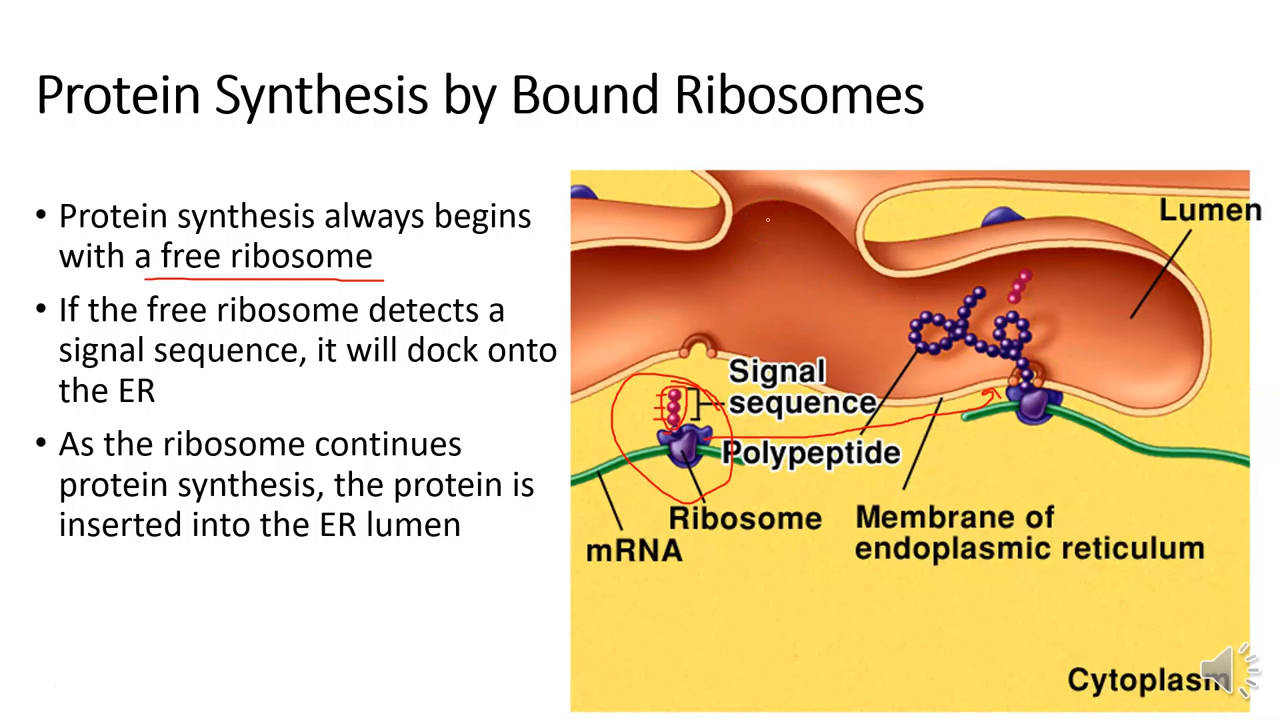 Protein Synthesis by Bound Ribosomes
• Protein synthesis always begins
with a free ribosome
• If the free ribosome detects a
signal sequence, it will dock onto
the ER
• As the ribosome continues
protein synthesis, the protein is
inserted into the ER lumen
Lumen
Signal
sequence
Polypeptide
Ribosome
mRNA
Membrane of
endoplasmic reticulum
Cytoplasm